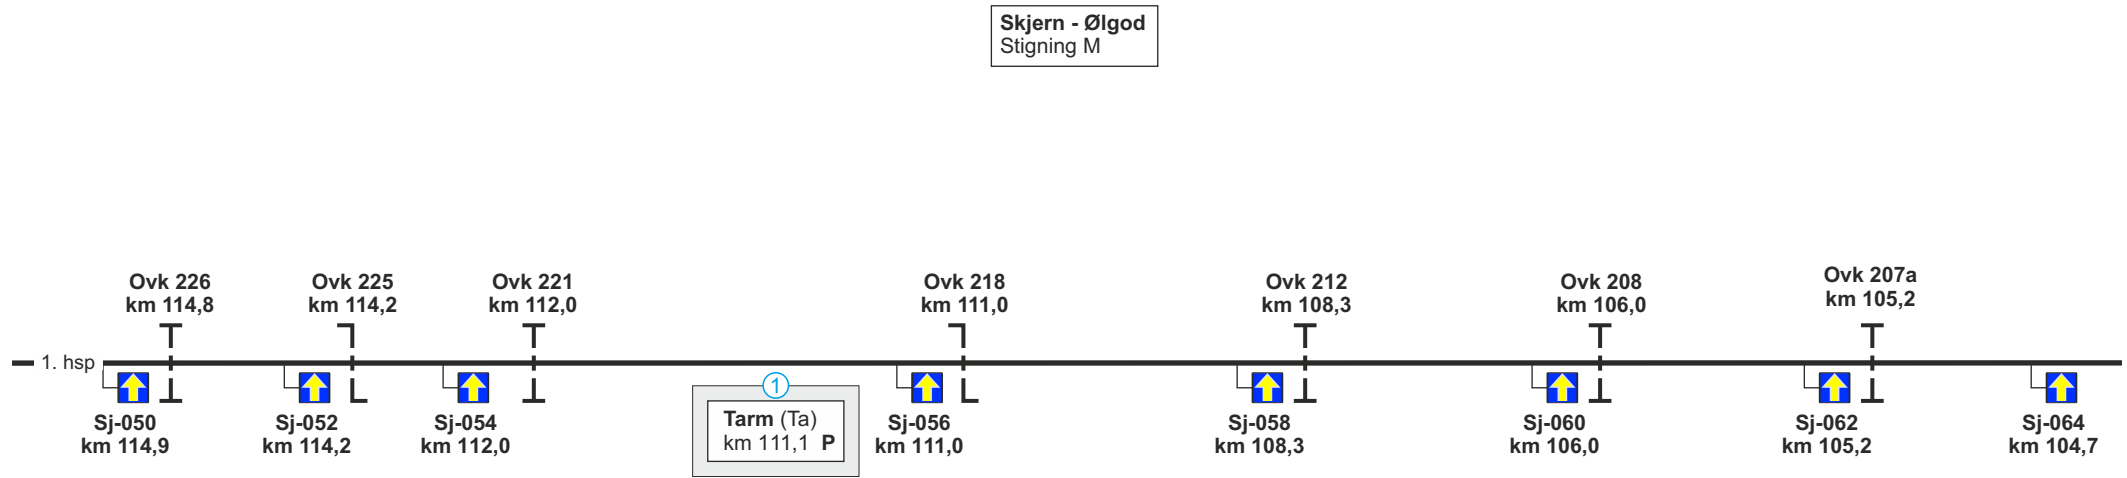 Skjern - Ølgod
Stigning M
Ovk 226
km 114,8
Ovk 225
km 114,2
Ovk 221
km 112,0
Ovk 218
km 111,0
Ovk 212
km 108,3
Ovk 208
km 106,0
Ovk 207a
km 105,2
1. hsp
1
Tarm (Ta)
km 111,1 P
Sj-050
km 114,9
Sj-052
km 114,2
Sj-054
km 112,0
Sj-056
km 111,0
Sj-058
km 108,3
Sj-060
km 106,0
Sj-062
km 105,2
Sj-064
km 104,7